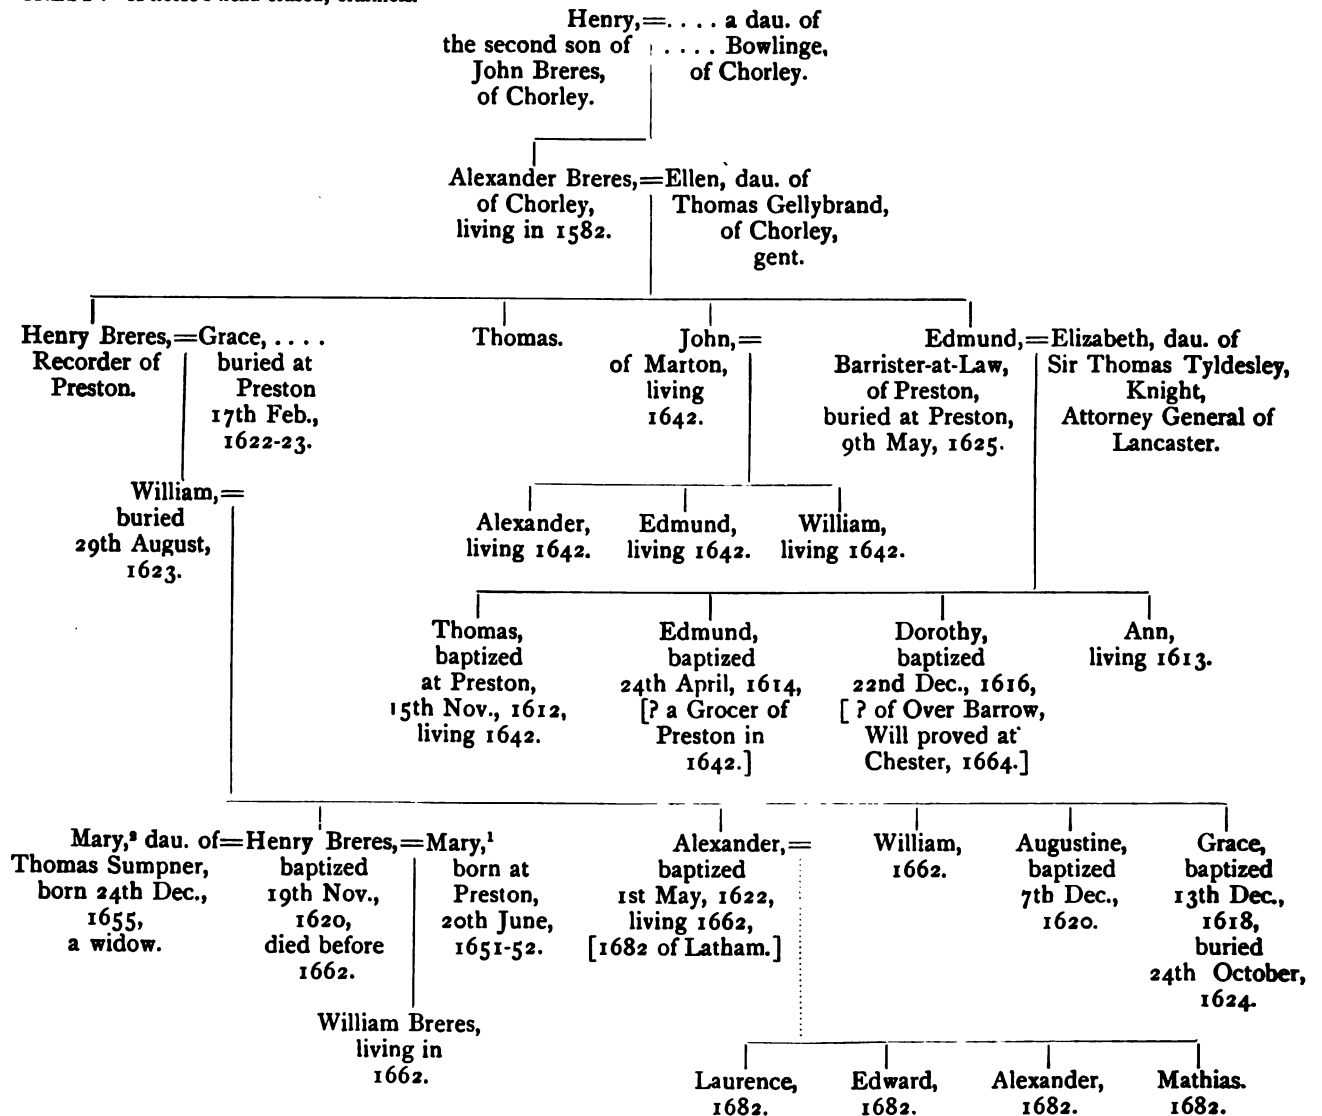 Henry,=.... a dau. of
the second son of .... Bowlinge,
John Breres, of Chorley.
of Chorley.
Alexander Breres,=Ellen, dau. of
of Chorley, Thomas Gellybrand,
living in 1582. of Chorley,
gent.
Henry Breres,=Grace, ....
Recorder of buried at
Preston. Preston
17th Feb.,
1622-23.
Thomas.
John,=
of Marton,
living
1642.
Edmund,=Elizabeth, dau. of
Barrister-at-Law, Sir Thomas Tyldesley,
of Preston, Knight,
buried at Preston, Attorney General of
9th May, 1625. Lancaster.
William,=
buried
29th August,
1623.
Alexander,
living 1642.
Edmund,
living 1642.
William,
living 1642.
Thomas,
baptized
at Preston,
15th Nov., 1612,
living 1642.
Edmund,
baptized
24th April, 1614,
[? a Grocer of
Preston in
1642.]
Dorothy,
baptized
22nd Dec., 1616,
[? of Over Barrow,
Will proved at
Chester, 1664.]
Ann,
living 1613.
Mary,² dau. of=Henry Breres,=Mary,¹
Thomas Sumpner, baptized born at
born 24th Dec., 19th Nov., Preston,
1655, 1620, 20th June,
a widow. died before 1651-52.
1662.
Alexander,=
baptized
1st May, 1622,
living 1662,
[1682 of Latham.]
William,
1662.
Augustine,
baptized
7th Dec.,
1620.
Grace,
baptized
13th Dec.,
1618,
buried
24th October,
1624.
William Breres,
living in
1662.
Laurence,
1682.
Edward,
1682.
Alexander,
1682.
Mathias.
1682.